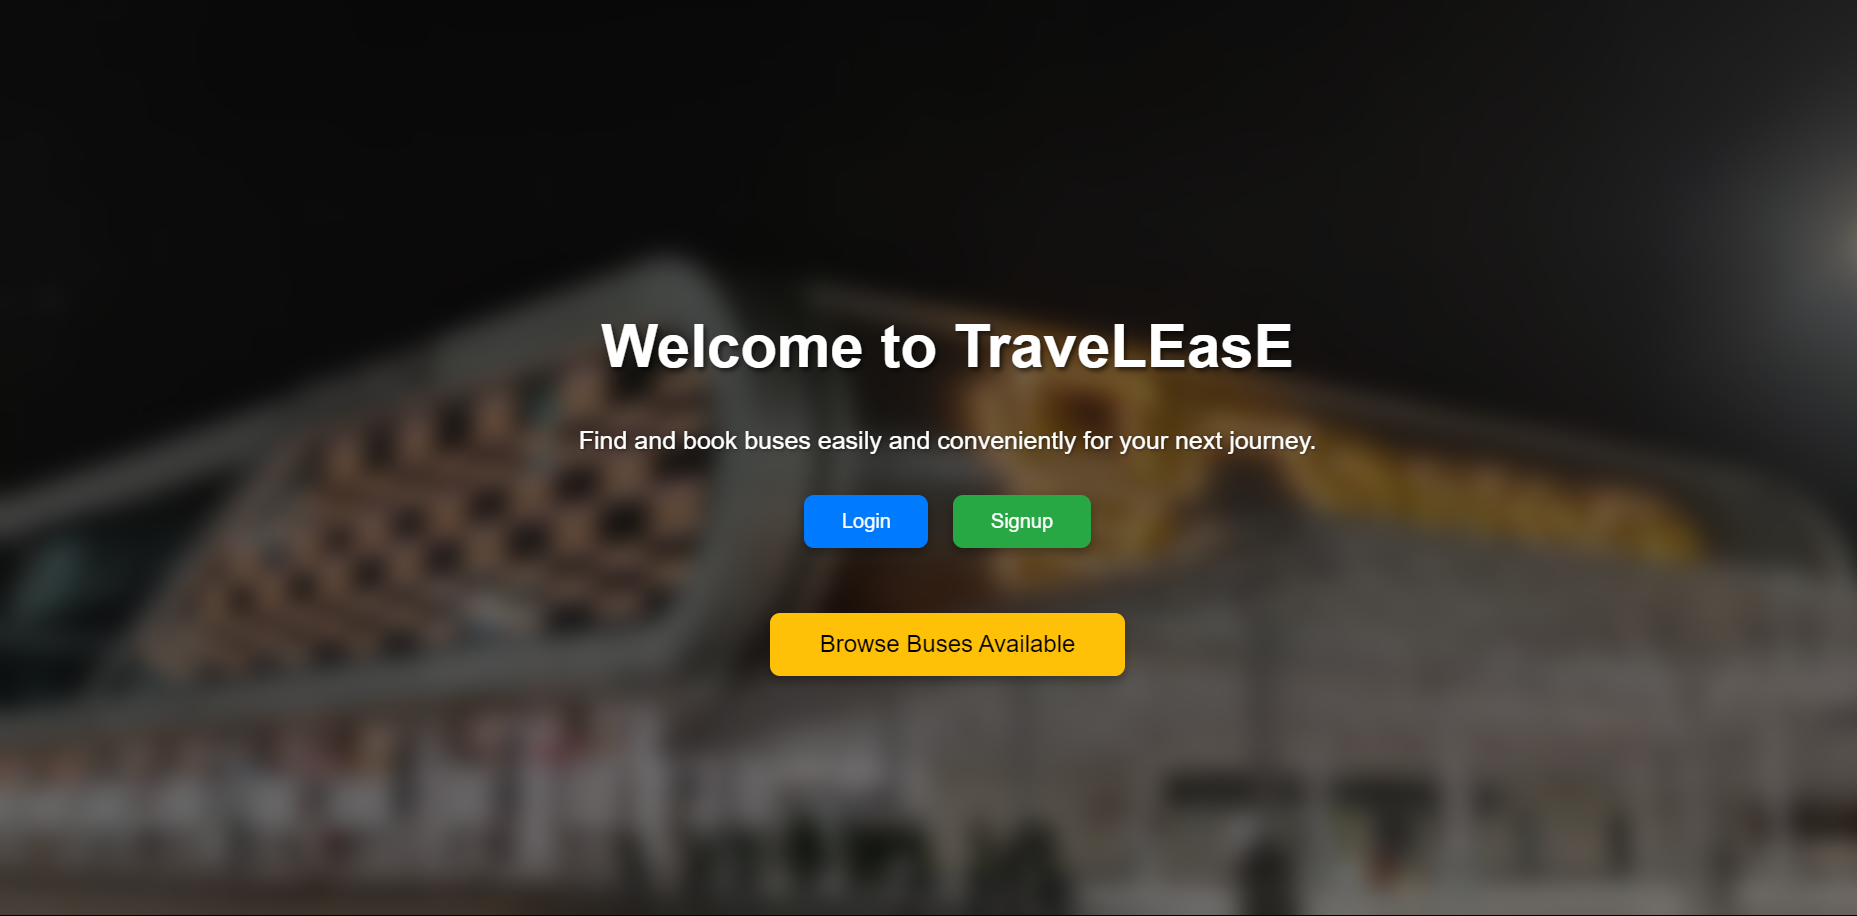 Welcome to TraveLEasE
Find and book buses easily and conveniently for your next journey.
Login
Signup
Browse Buses Available